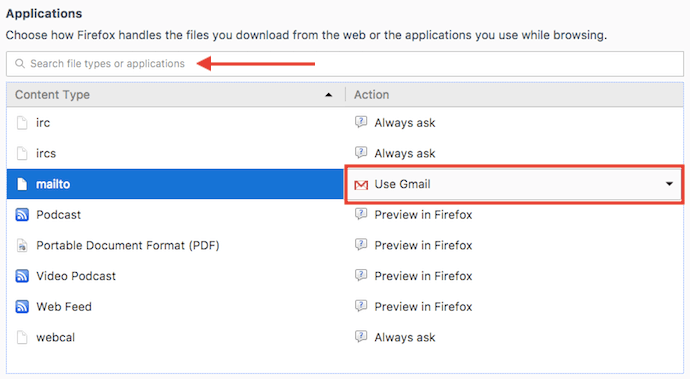 Applications
Choose how Firefox handles the files you download from the web or the applications you use while browsing.
Search file types or applications
Content Type Action
irc Always ask
ircs Always ask
mailto Use Gmail
Podcast Preview in Firefox
Portable Document Format (PDF) Preview in Firefox
Video Podcast Preview in Firefox
Web Feed Preview in Firefox
webcal Always ask